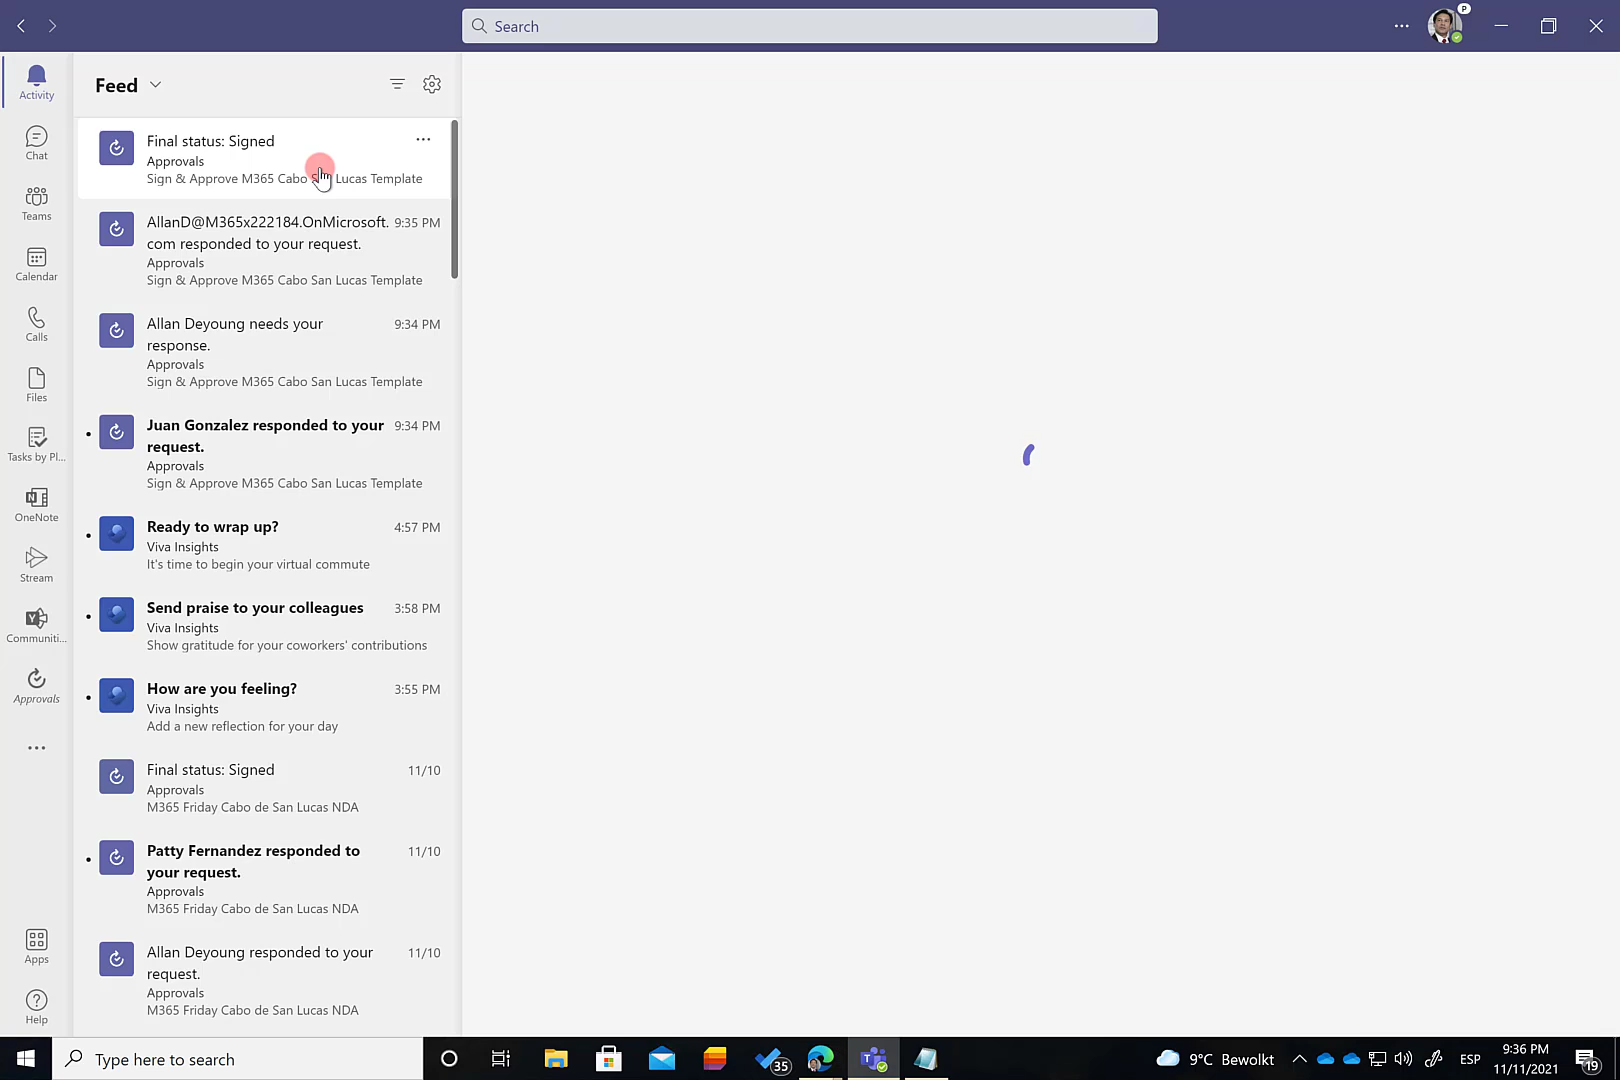 Search
P
Activity
Chat
Teams
Calendar
Calls
Files
Tasks by Pl...
OneNote
Stream
Communiti...
Approvals
Apps
Help
Feed
Final status: Signed
Approvals
Sign & Approve M365 Cabo San Lucas Template
AllanD@M365x222184.OnMicrosoft. 9:35 PM
com responded to your request.
Approvals
Sign & Approve M365 Cabo San Lucas Template
Allan Deyoung needs your 9:34 PM
response.
Approvals
Sign & Approve M365 Cabo San Lucas Template
Juan Gonzalez responded to your 9:34 PM
request.
Approvals
Sign & Approve M365 Cabo San Lucas Template
Ready to wrap up? 4:57 PM
Viva Insights
It's time to begin your virtual commute
Send praise to your colleagues 3:58 PM
Viva Insights
Show gratitude for your coworkers' contributions
How are you feeling? 3:55 PM
Viva Insights
Add a new reflection for your day
Final status: Signed 11/10
Approvals
M365 Friday Cabo de San Lucas NDA
Patty Fernandez responded to 11/10
your request.
Approvals
M365 Friday Cabo de San Lucas NDA
Allan Deyoung responded to your 11/10
request.
Approvals
M365 Friday Cabo de San Lucas NDA
Type here to search
35
9°C Bewolkt
ESP
9:36 PM
11/11/2021
19